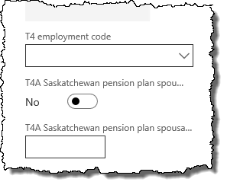 T4 employment code
T4A Saskatchewan pension plan spou...
No
T4A Saskatchewan pension plan spousa...